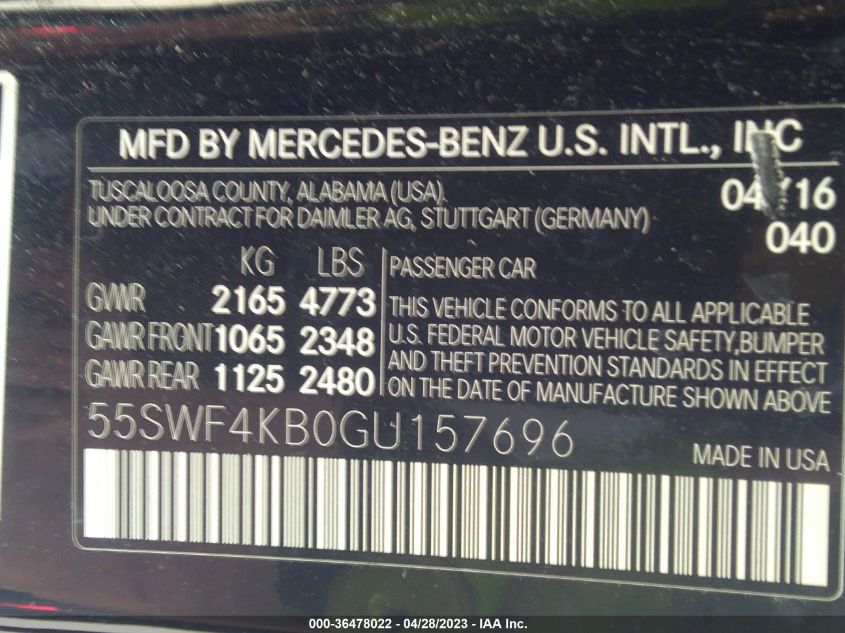 MFD BY MERCEDES-BENZ U.S. INTL., INC
TUSCALOOSA COUNTY, ALABAMA (USA)
UNDER CONTRACT FOR DAIMLER AG, STUTTGART (GERMANY)
04/16
040
KG LBS
GVWR 2165 4773
GAWR FRONT 1065 2348
GAWR REAR 1125 2480
PASSENGER CAR
THIS VEHICLE CONFORMS TO ALL APPLICABLE
U.S. FEDERAL MOTOR VEHICLE SAFETY, BUMPER
AND THEFT PREVENTION STANDARDS IN EFFECT
ON THE DATE OF MANUFACTURE SHOWN ABOVE
55SWF4KB0GU157696
MADE IN USA
000-36478022 - 04/28/2023 - IAA Inc.